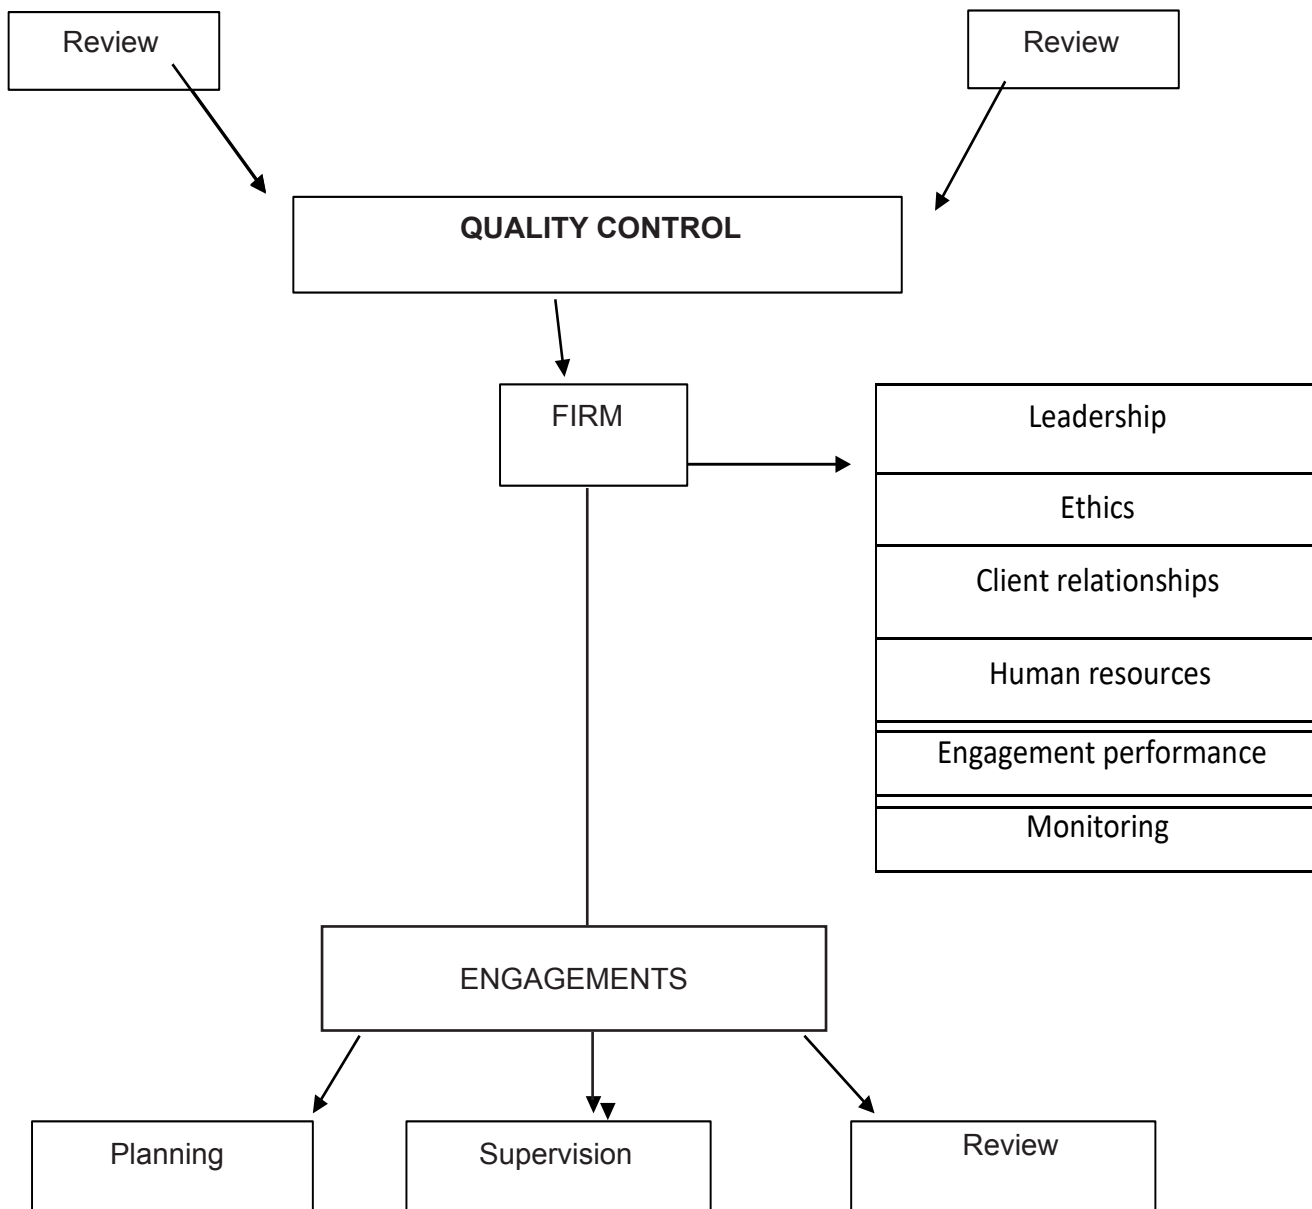 Review
Review
QUALITY CONTROL
FIRM
Leadership
Ethics
Client relationships
Human resources
Engagement performance
Monitoring
ENGAGEMENTS
Planning
Supervision
Review